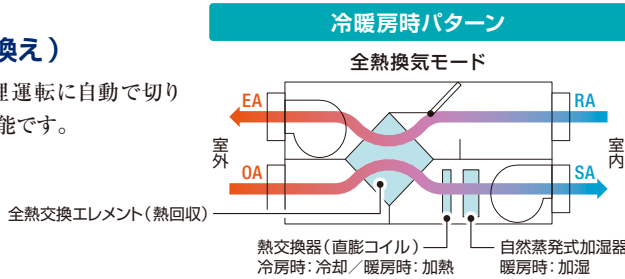 冷暖房時パターン
換え）
理運転に自動で切り
能です。
全熱換気モード
EA
RA
室外
室内
OA
SA
全熱交換エレメント（熱回収）
熱交換器（直膨コイル）
冷房時：冷却／暖房時：加熱
自然蒸発式加湿器
暖房時：加湿